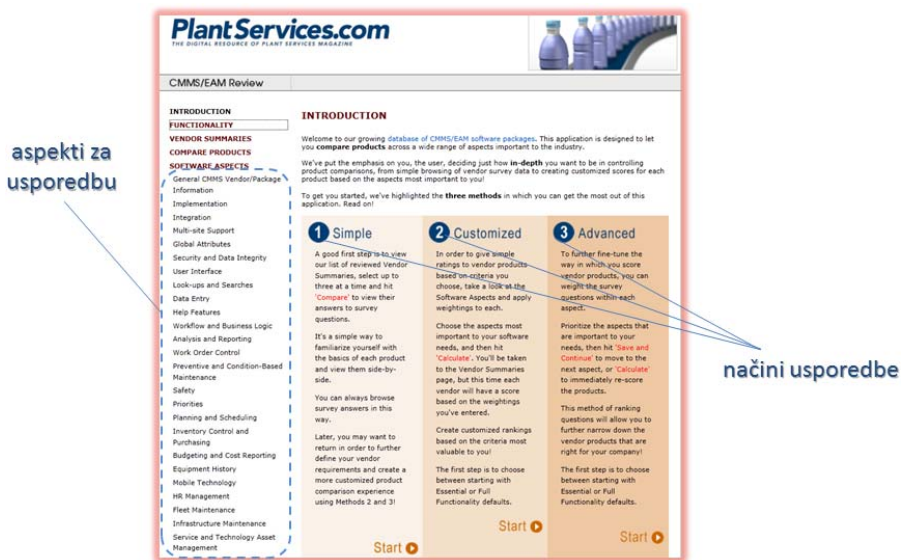 PlantServices.com
THE DIGITAL RESOURCE OF PLANT SERVICES MAGAZINE
CMMS/EAM Review
INTRODUCTION
FUNCTIONALITY
VENDOR SUMMARIES
COMPARE PRODUCTS
SOFTWARE ASPECTS
General CMMS Vendor/Package
Information
Implementation
Integration
Multi-site Support
Global Attributes
Security and Data Integrity
User Interface
Look-ups and Searches
Data Entry
Help Features
Workflow and Business Logic
Analysis and Reporting
Work Order Control
Preventive and Condition-Based
Maintenance
Safety
Priorities
Planning and Scheduling
Inventory Control and
Purchasing
Budgeting and Cost Reporting
Equipment History
Mobile Technology
HR Management
Fleet Maintenance
Infrastructure Maintenance
Service and Technology Asset
Management
aspekti za
usporedbu
INTRODUCTION
Welcome to our growing database of CMMS/EAM software packages. This application is designed to let
you compare products across a wide range of aspects important to the industry.
We've put the emphasis on you, the user, deciding just how in-depth you want to be in controlling
product comparisons, from simple browsing of vendor survey data to creating customized scores for each
product based on the aspects most important to you!
To get you started, we've highlighted the three methods in which you can get the most out of this
application. Read on!
1 Simple
A good first step is to view
our list of reviewed Vendor
Summaries, select up to
three at a time and hit
'Compare' to view their
answers to survey
questions.
It's a simple way to
familiarize yourself with
the basics of each product
and view them side-by-
side.
You can always browse
survey answers in this
way.
Later, you may want to
return in order to further
define your vendor
requirements and create a
more customized product
comparison experience
using Methods 2 and 3!
Start
2 Customized
In order to give simple
ratings to vendor products
based on criteria you
choose, take a look at the
Software Aspects and apply
weightings to each.
Choose the aspects most
important to your software
needs, and then hit
'Calculate'. You'll be taken
to the Vendor Summaries
page, but this time each
vendor will have a score
based on the weightings
you've entered.
Create customized rankings
based on the criteria most
valuable to you!
The first step is to choose
between starting with
Essential or Full
Functionality defaults.
Start
3 Advanced
To further fine-tune the
way in which you score
vendor products, you can
weight the survey
questions within each
aspect.
Prioritize the aspects that
are important to your
needs, then hit 'Save and
Continue' to move to the
next aspect, or 'Calculate'
to immediately re-score
the products.
This method of ranking
questions will allow you to
further narrow down the
vendor products that are
right for your company!
The first step is to choose
between starting with
Essential or Full
Functionality defaults.
Start
načini usporedbe